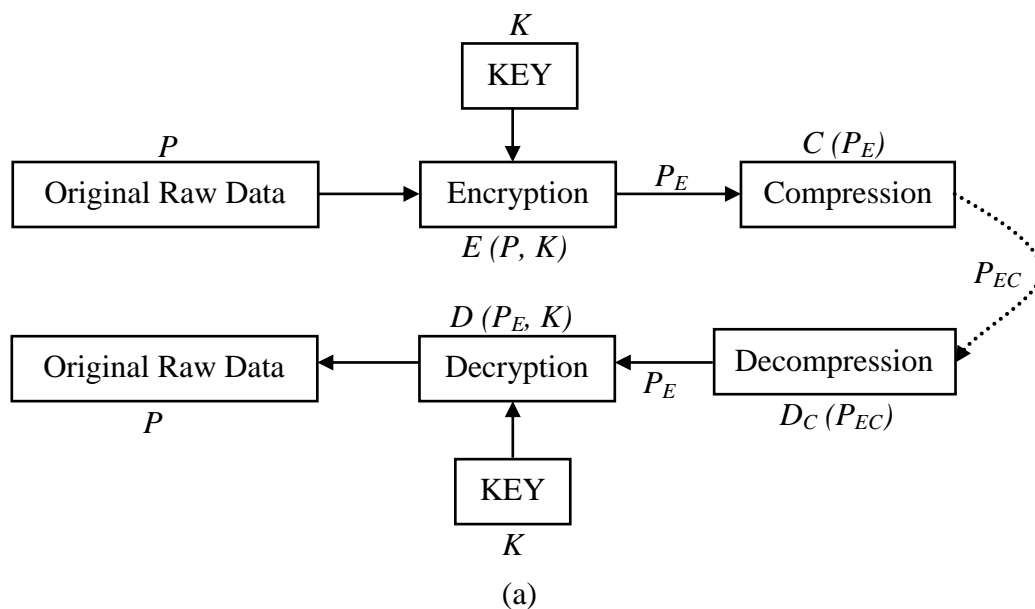 K
KEY
P
C (P_E)
Original Raw Data
Encryption
P_E
Compression
E (P, K)
P_EC
D (P_E, K)
Original Raw Data
Decryption
P_E
Decompression
P
D_C (P_EC)
KEY
K
(a)